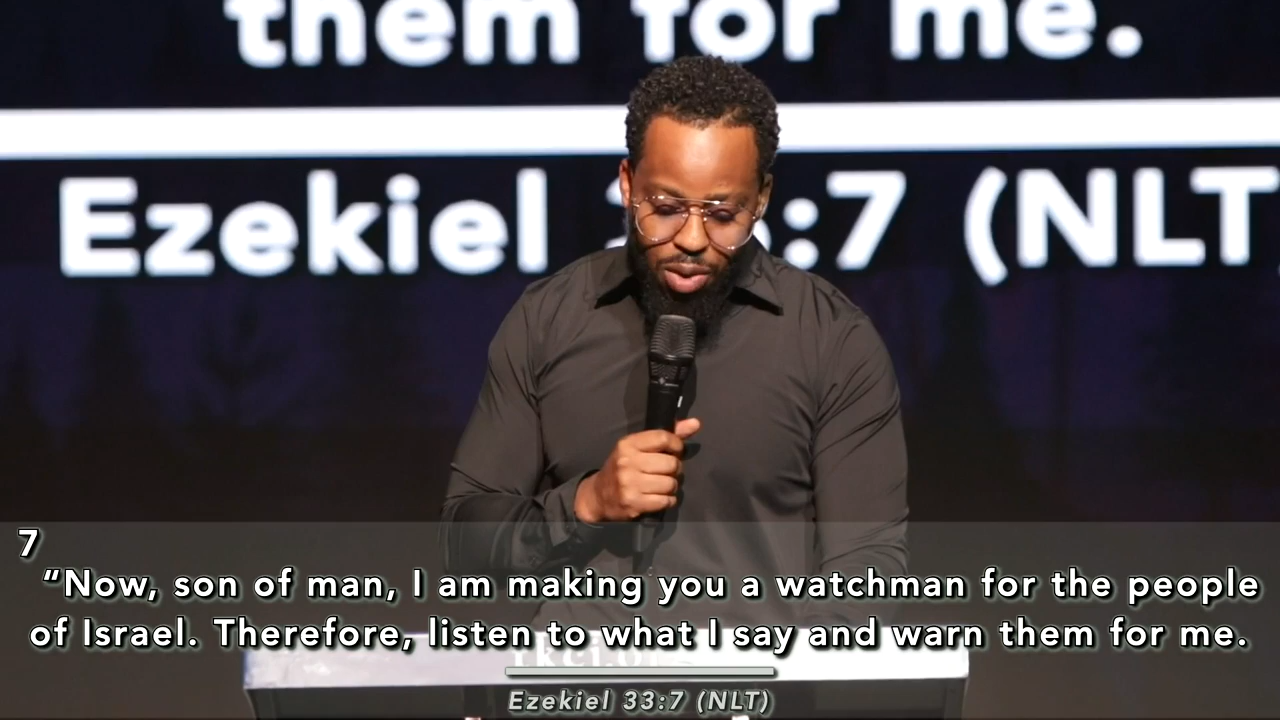 them for me.
Ezekiel 33:7 (NLT
7
“Now, son of man, I am making you a watchman for the people
of Israel. Therefore, listen to what I say and warn them for me.
Ezekiel 33:7 (NLT)